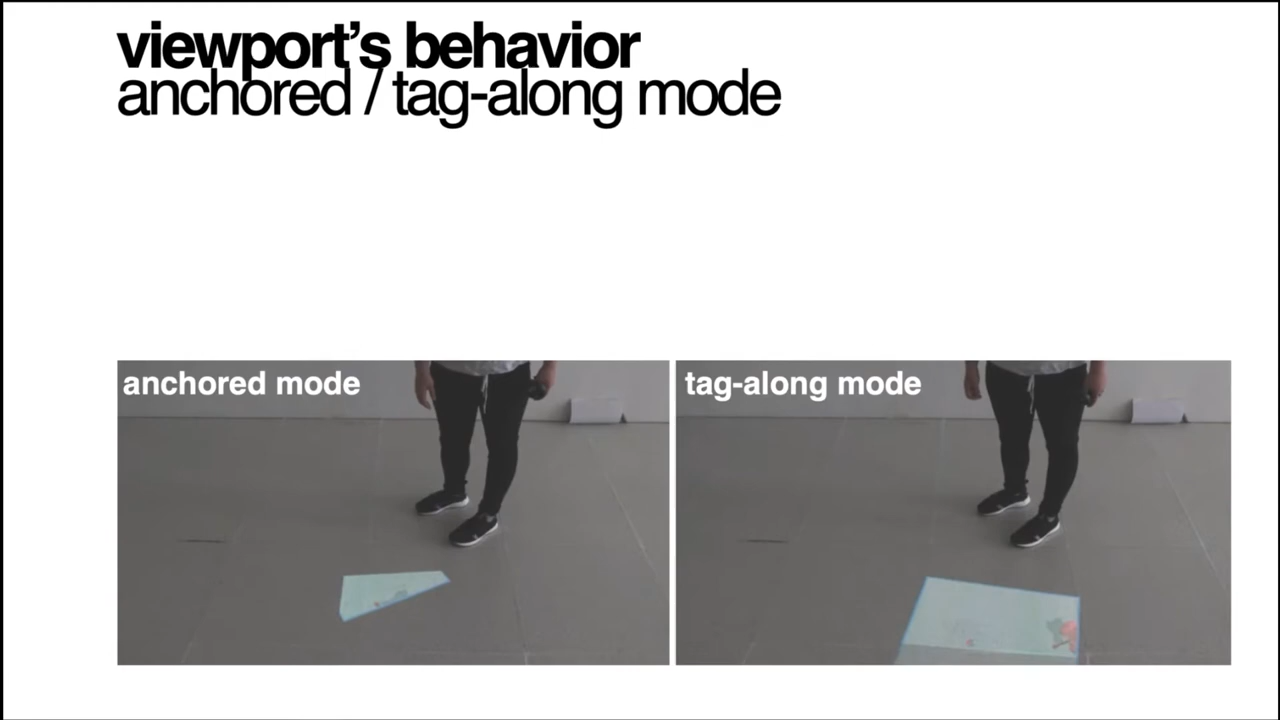 viewport’s behavior
anchored / tag-along mode
anchored mode
tag-along mode